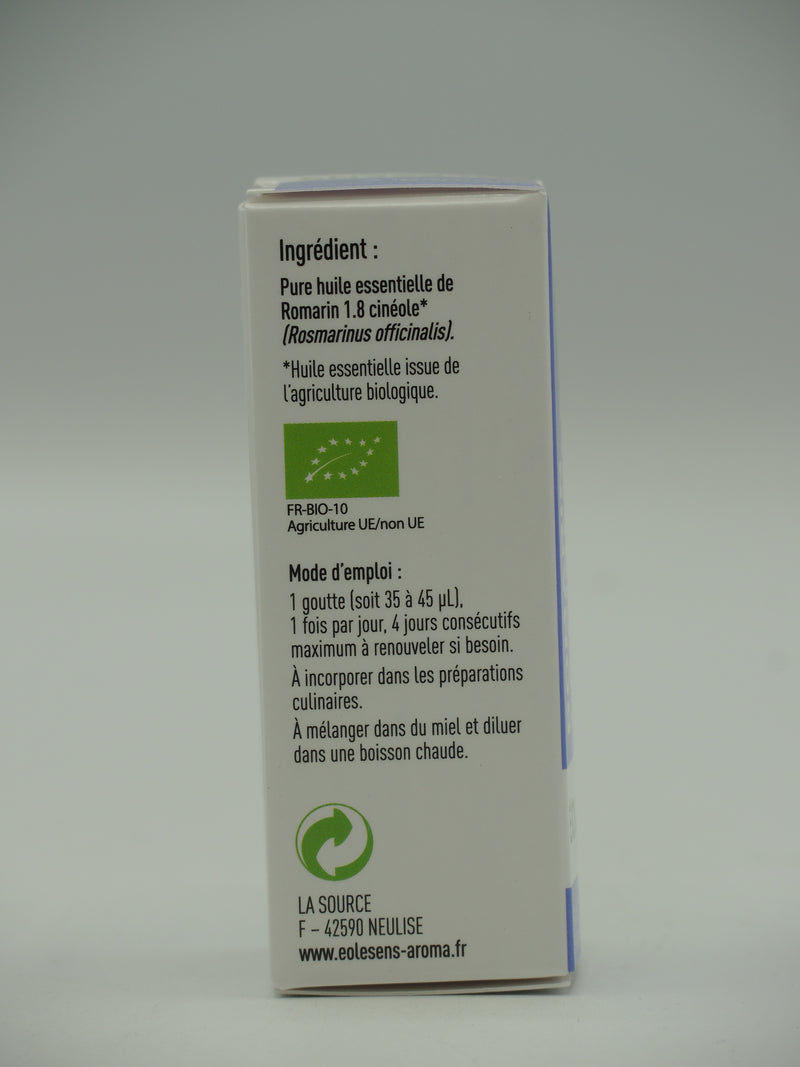 Ingrédient :
Pure huile essentielle de
Romarin 1.8 cinéole*
(Rosmarinus officinalis).
*Huile essentielle issue de
l'agriculture biologique.
FR-BIO-10
Agriculture UE/non UE
Mode d'emploi :
1 goutte (soit 35 à 45 µL),
1 fois par jour, 4 jours consécutifs
maximum à renouveler si besoin.
À incorporer dans les préparations
culinaires.
À mélanger dans du miel et diluer
dans une boisson chaude.
LA SOURCE
F – 42590 NEULISE
www.eolesens-aroma.fr